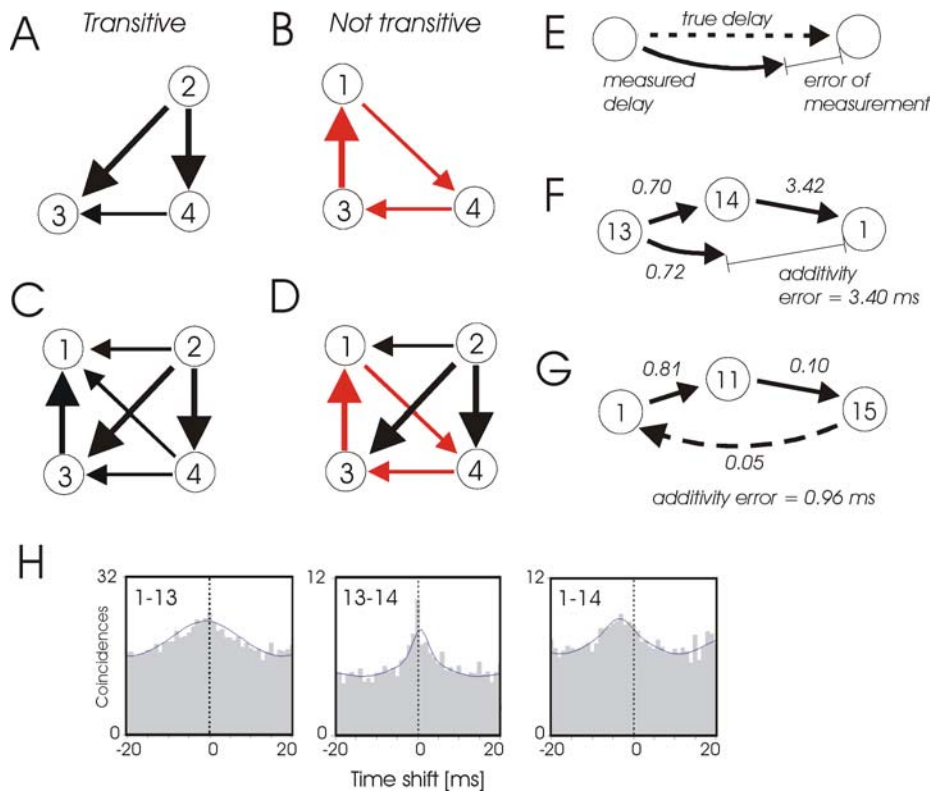 A
Transitive
2
3
4
B
Not transitive
1
3
4
C
1
2
3
4
D
1
2
3
4
E
true delay
measured
delay
error of
measurement
F
0.70
14
3.42
13
1
0.72
additivity
error = 3.40 ms
G
0.81
11
0.10
1
15
0.05
additivity error = 0.96 ms
H
32
12
12
1-13
13-14
1-14
Coincidences
0
0
0
-20 0 20
-20 0 20
-20 0 20
Time shift [ms]